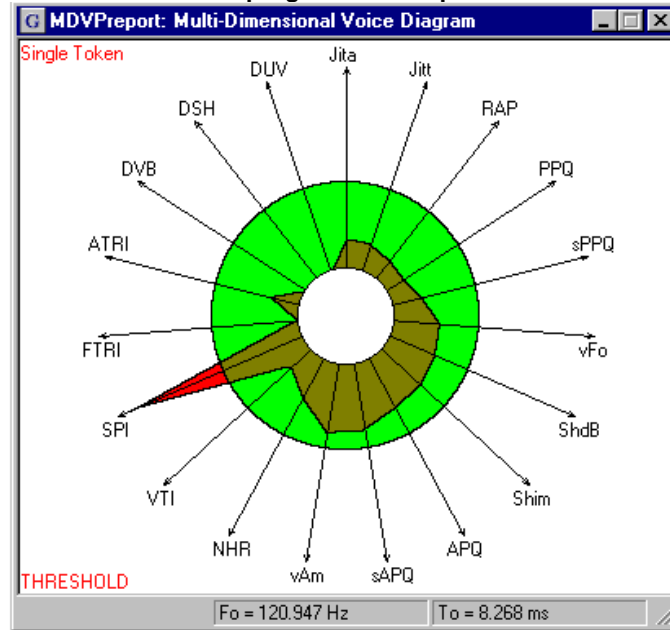 G MDVPreport: Multi-Dimensional Voice Diagram
Single Token
Jita
Jitt
RAP
PPQ
sPPQ
vFo
ShdB
Shim
APQ
sAPQ
vAm
NHR
VTI
SPI
FTRI
ATRI
DVB
DSH
DUV
THRESHOLD
Fo = 120.947 Hz
To = 8.268 ms